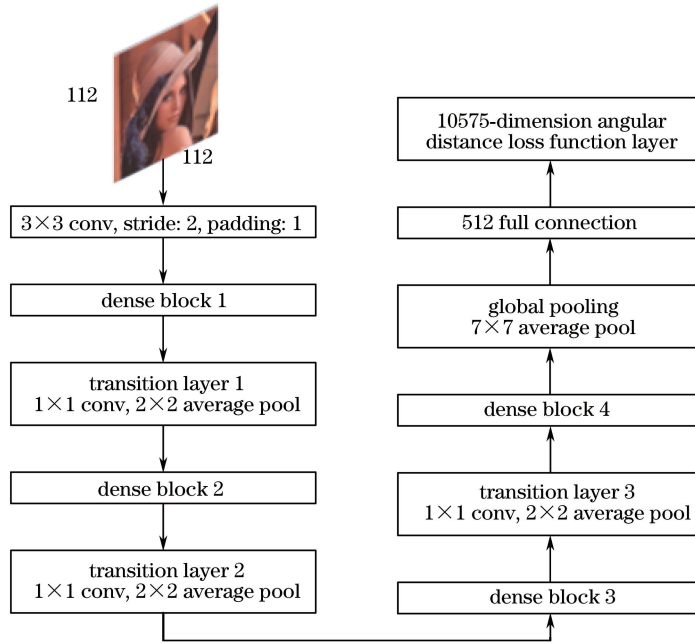 112
112
3×3 conv, stride: 2, padding: 1
dense block 1
transition layer 1
1×1 conv, 2×2 average pool
dense block 2
transition layer 2
1×1 conv, 2×2 average pool
dense block 3
transition layer 3
1×1 conv, 2×2 average pool
dense block 4
global pooling
7×7 average pool
512 full connection
10575-dimension angular
distance loss function layer